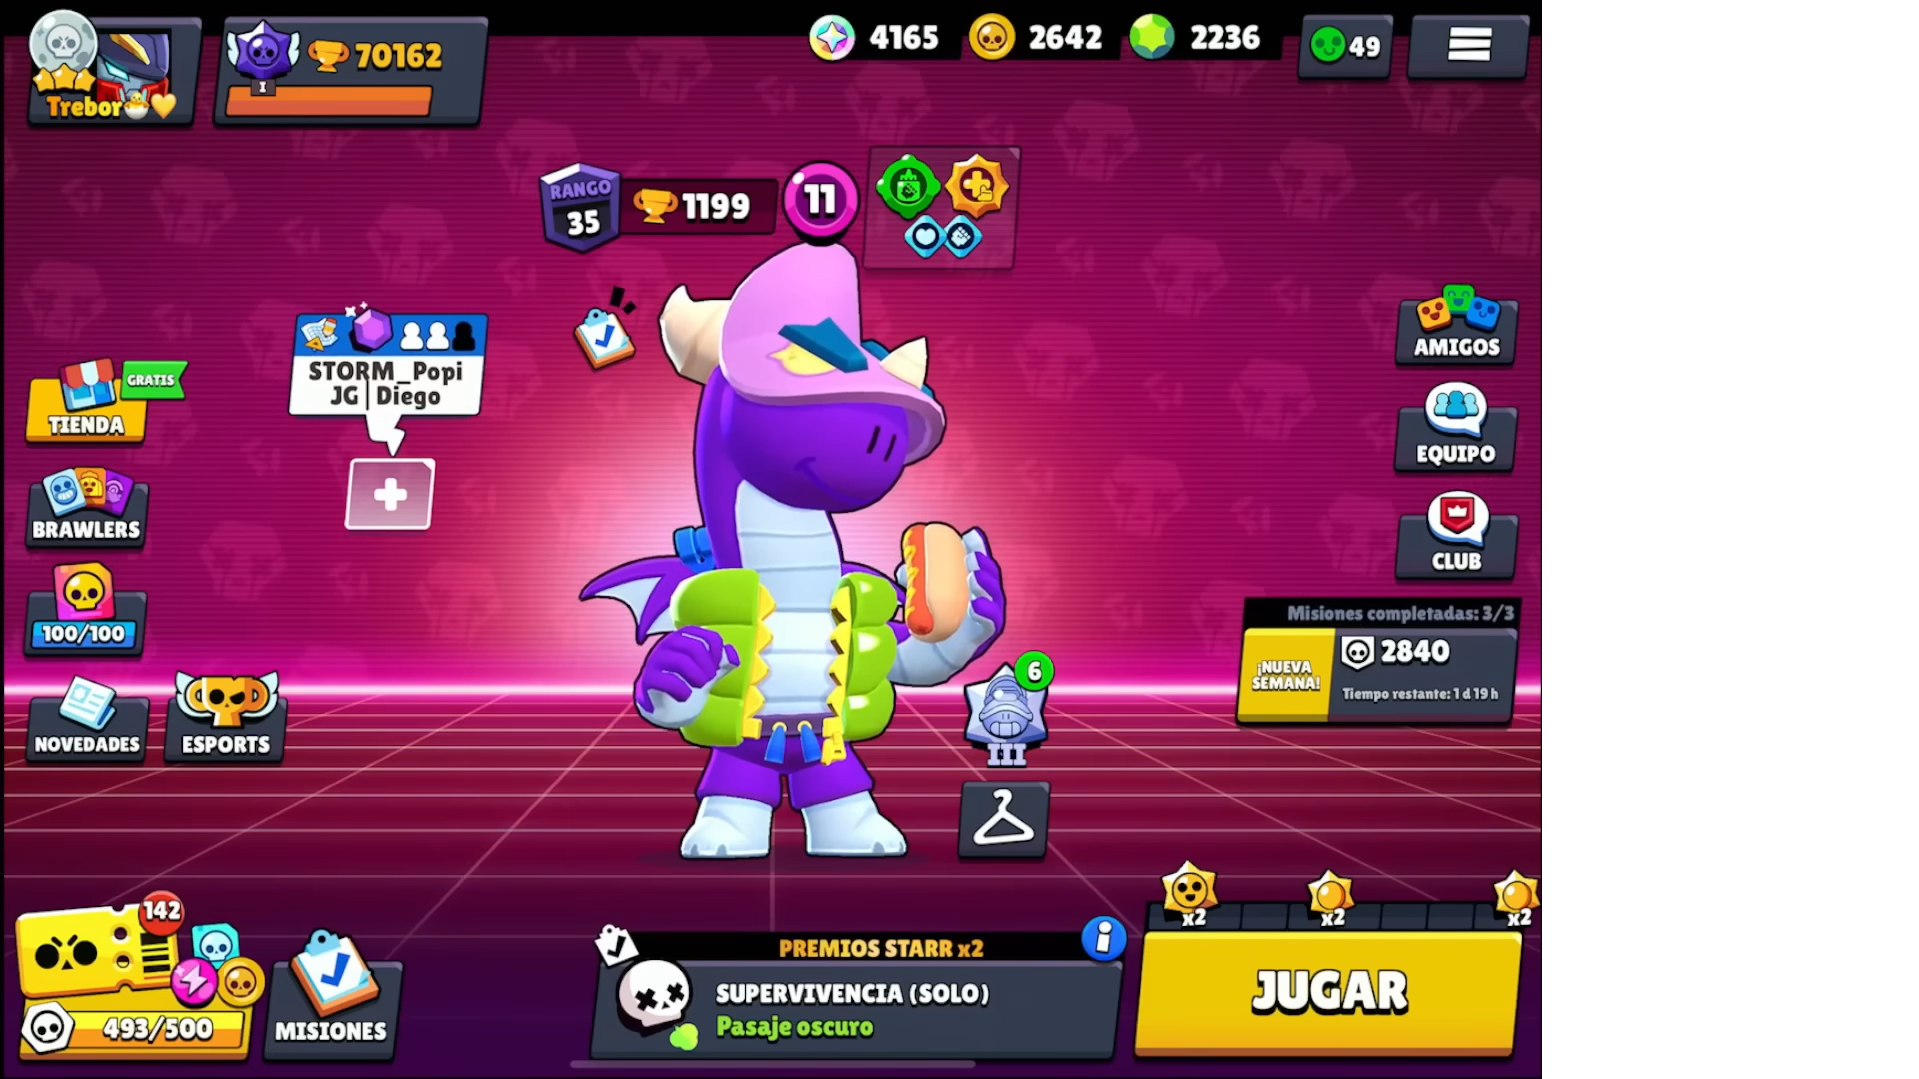 Trebor
I
70162
4165
2642
2236
49
RANGO
35
1199
11
STORM_Popi
JG | Diego
GRATIS
TIENDA
BRAWLERS
100/100
NOVEDADES
ESPORTS
AMIGOS
EQUIPO
CLUB
Misiones completadas: 3/3
¡NUEVA
SEMANA!
2840
Tiempo restante: 1 d 19 h
6
III
142
493/500
MISIONES
PREMIOS STARR x2
SUPERVIVENCIA (SOLO)
Pasaje oscuro
x2
x2
x2
JUGAR